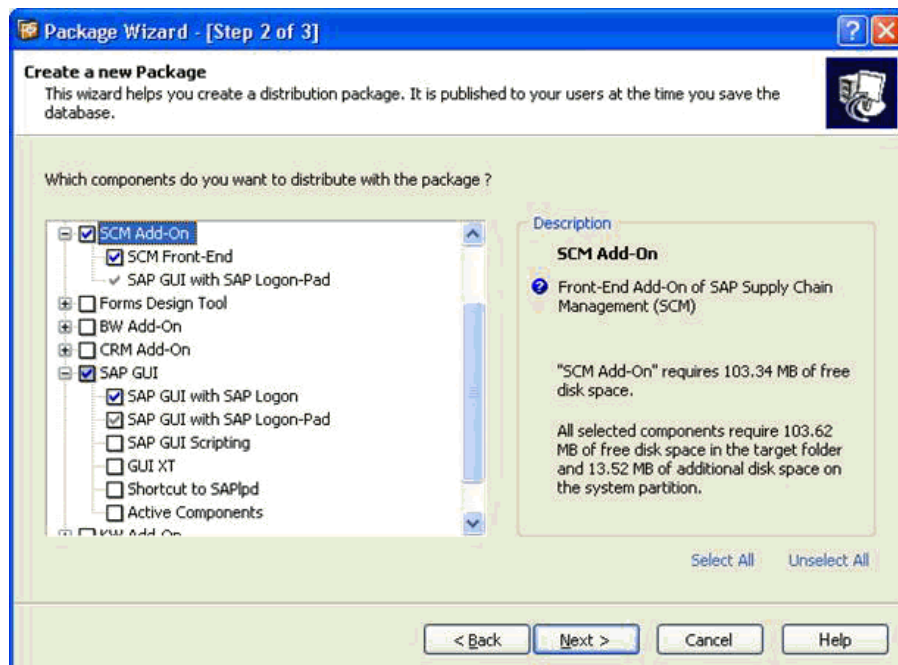 Package Wizard - [Step 2 of 3]
Create a new Package
This wizard helps you create a distribution package. It is published to your users at the time you save the
database.
Which components do you want to distribute with the package ?
SCM Add-On
SCM Front-End
SAP GUI with SAP Logon-Pad
Forms Design Tool
BW Add-On
CRM Add-On
SAP GUI
SAP GUI with SAP Logon
SAP GUI with SAP Logon-Pad
SAP GUI Scripting
GUI XT
Shortcut to SAPlpd
Active Components
KW Add-On
Description
SCM Add-On
Front-End Add-On of SAP Supply Chain
Management (SCM)
"SCM Add-On" requires 103.34 MB of free
disk space.
All selected components require 103.62
MB of free disk space in the target folder
and 13.52 MB of additional disk space on
the system partition.
Select All
Unselect All
< Back
Next >
Cancel
Help